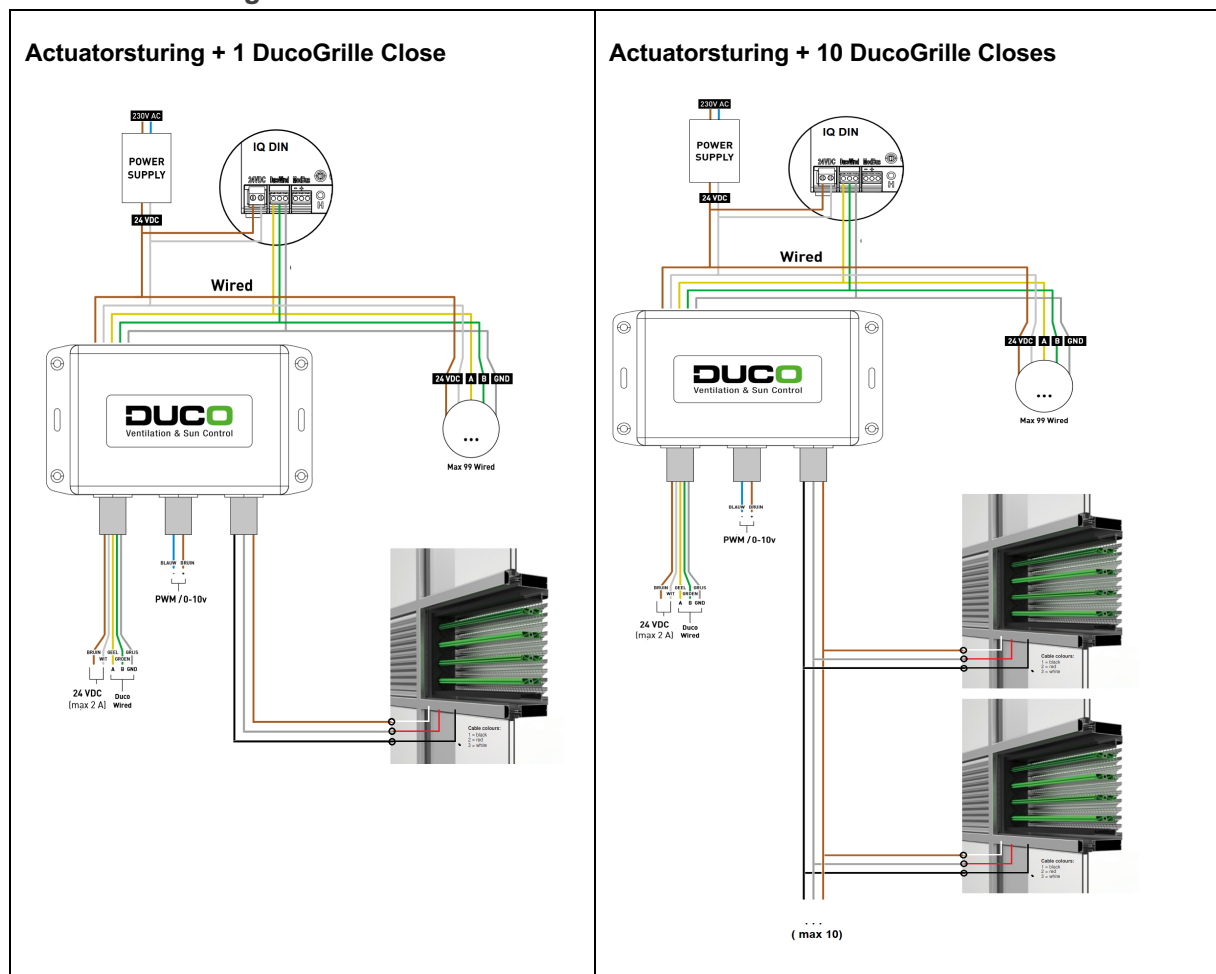 Actuatorsturing + 1 DucoGrille Close
230V AC
POWER
SUPPLY
24 VDC
IQ DIN
24VDC DucoWired ModBus
- +
H
Wired
DUCO
Ventilation & Sun Control
24 VDC A B GND
...
Max 99 Wired
BLAUW BRUIN
- +
PWM / 0-10v
BRUIN GEEL GRIJS
WIT GROEN
A B GND
24 VDC
(max 2 A)
Duco
Wired
Cable colours:
1 = black
2 = red
3 = white
Actuatorsturing + 10 DucoGrille Closes
230V AC
POWER
SUPPLY
24 VDC
IQ DIN
24VDC DucoWired ModBus
- +
H
Wired
DUCO
Ventilation & Sun Control
24 VDC A B GND
...
Max 99 Wired
BLAUW BRUIN
- +
PWM / 0-10v
BRUIN GEEL GRIJS
WIT GROEN
A B GND
24 VDC
(max 2 A)
Duco
Wired
Cable colours:
1 = black
2 = red
3 = white
Cable colours:
1 = black
2 = red
3 = white
...
( max 10)